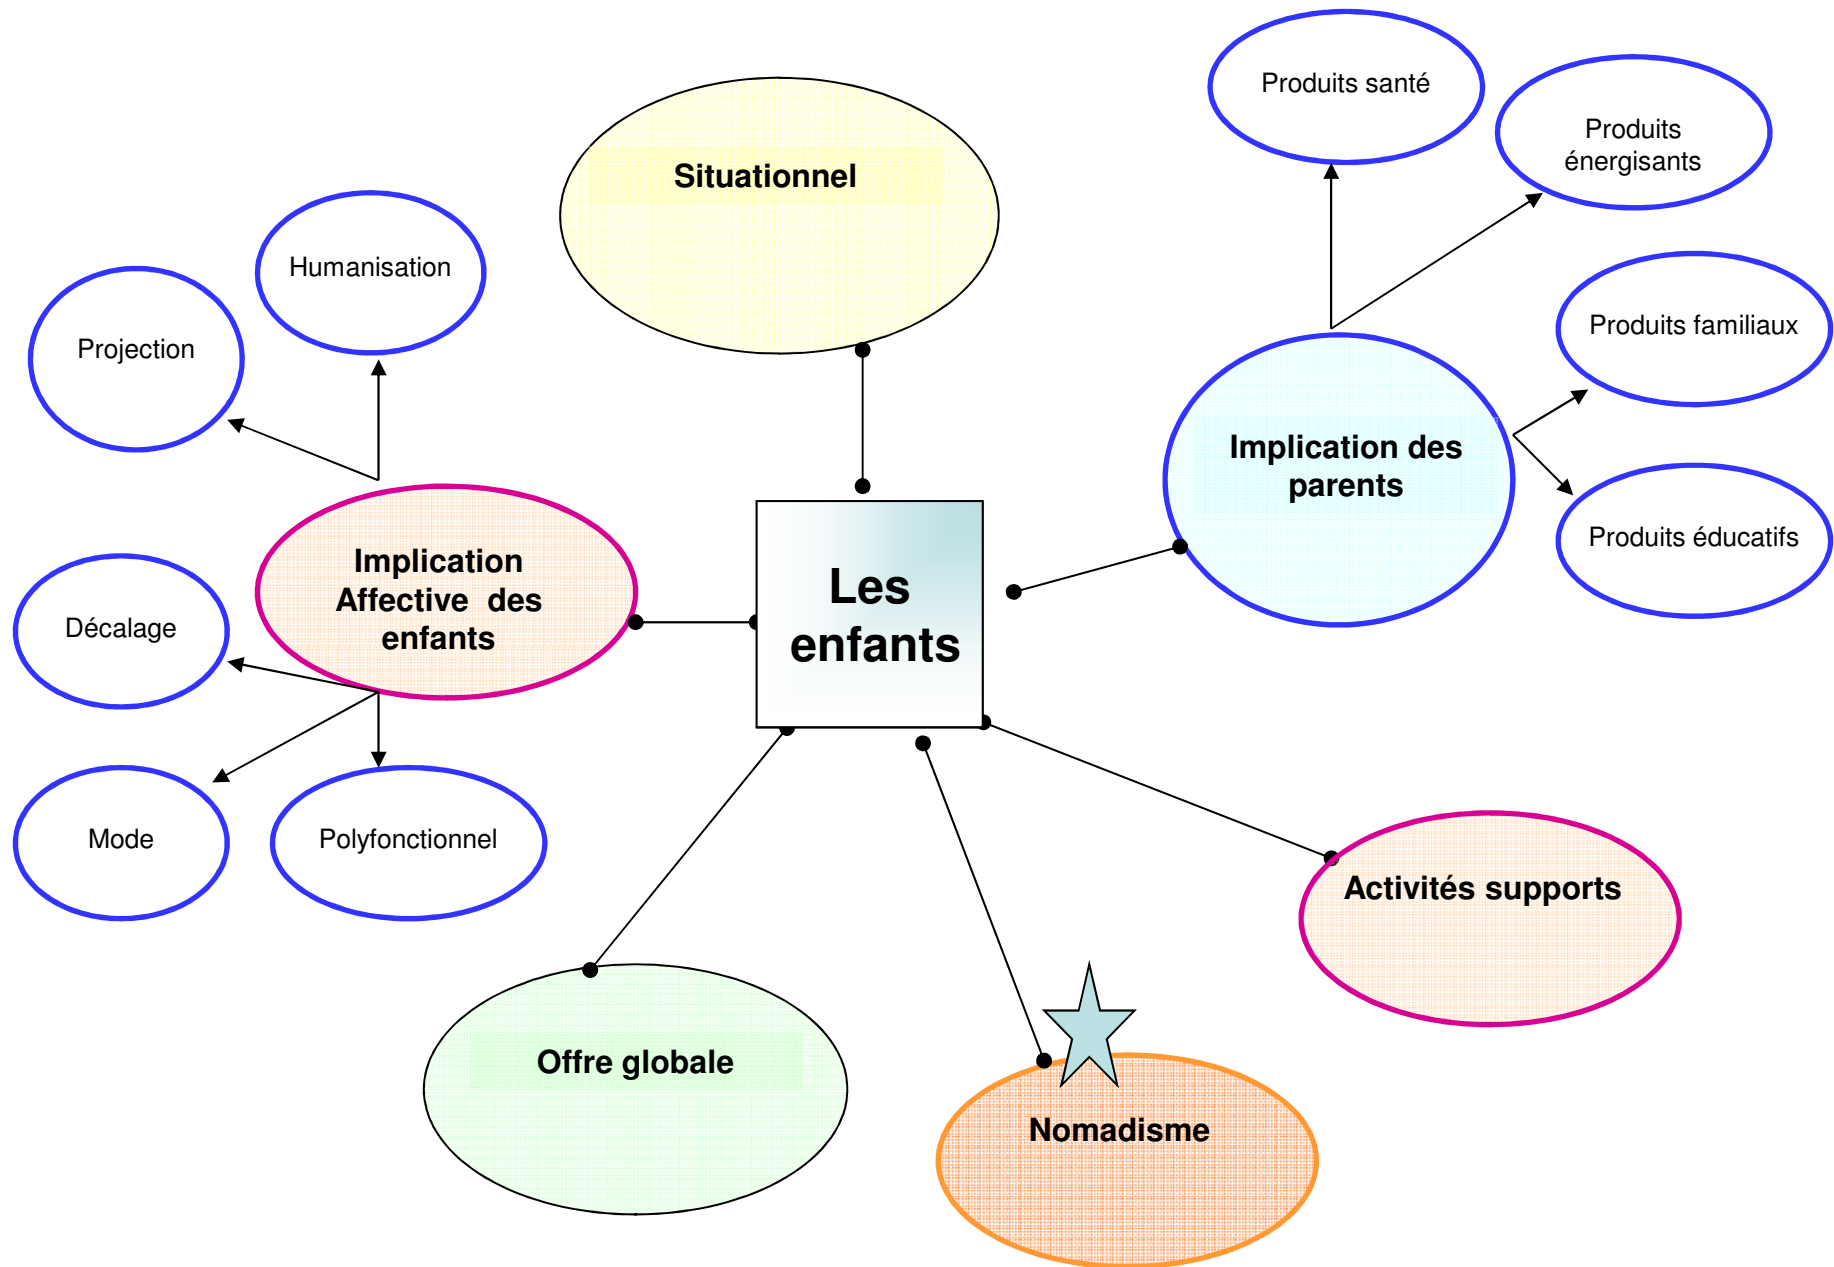 Produits santé
Produits
énergisants
Situationnel
Humanisation
Projection
Produits familiaux
Implication des
parents
Produits éducatifs
Implication
Affective des
enfants
Les
enfants
Décalage
Mode
Polyfonctionnel
Activités supports
Offre globale
Nomadisme